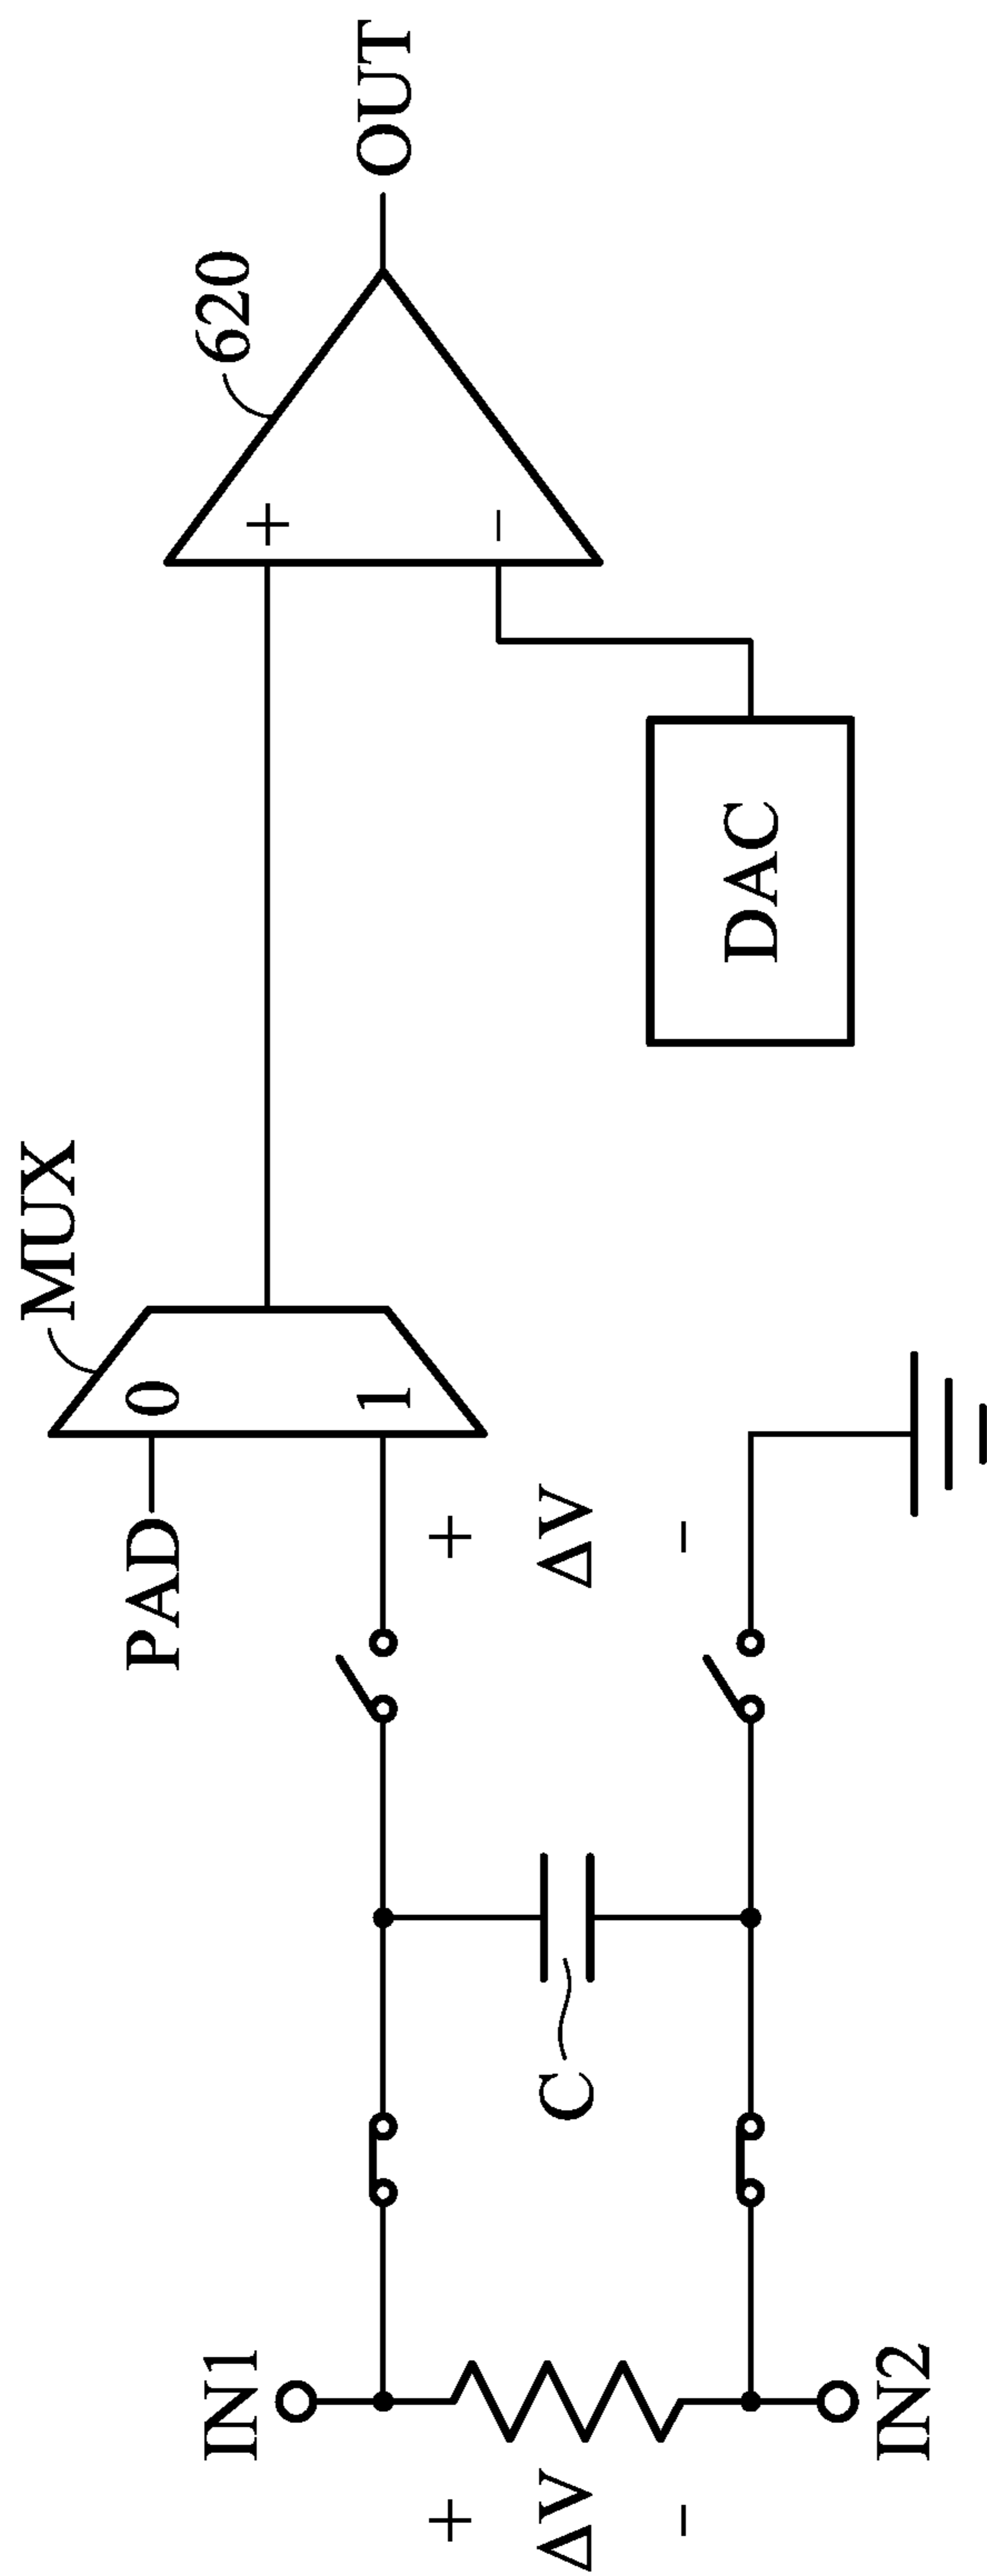 MUX
620
PAD
0
1
+
-
OUT
IN1
+
ΔV
-
C
+
ΔV
-
DAC
IN2